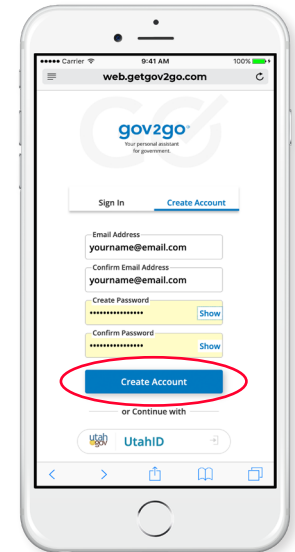 Carrier 9:41 AM 100%
web.getgov2go.com
gov2go
Your personal assistant
for government.
Sign In Create Account
Email Address
yourname@email.com
Confirm Email Address
yourname@email.com
Create Password
•••••••••••••••• Show
Confirm Password
•••••••••••••••• Show
Create Account
or Continue with
utah
gov UtahID